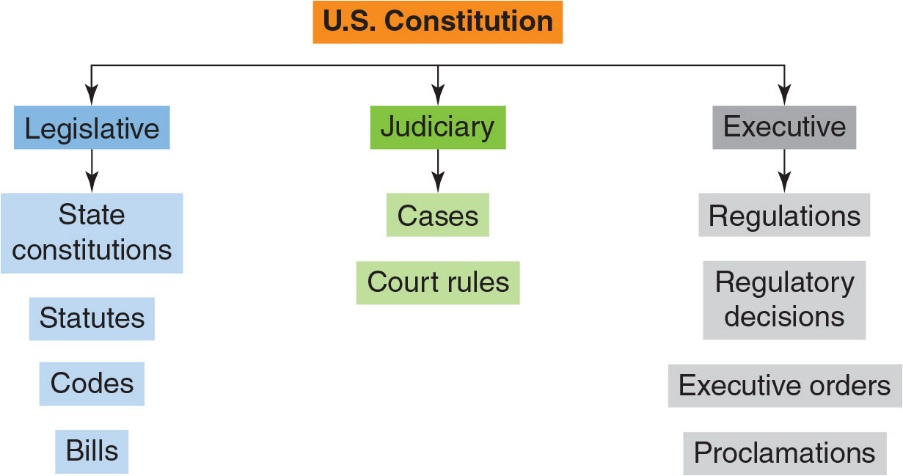 U.S. Constitution
Legislative
Judiciary
Executive
State
constitutions
Statutes
Codes
Bills
Cases
Court rules
Regulations
Regulatory
decisions
Executive orders
Proclamations